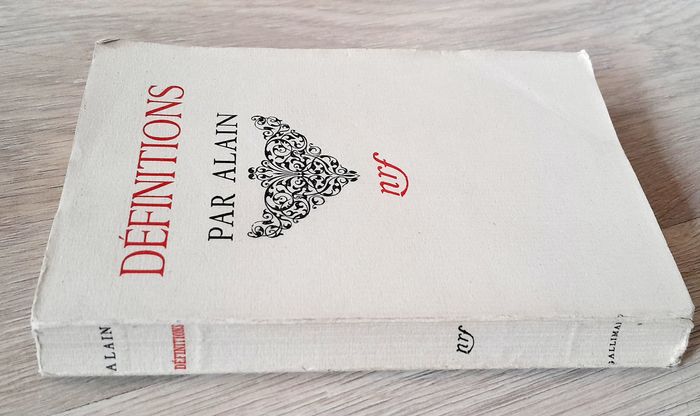 DÉFINITIONS
PAR ALAIN
nrf
ALAIN
DÉFINITIONS
nrf